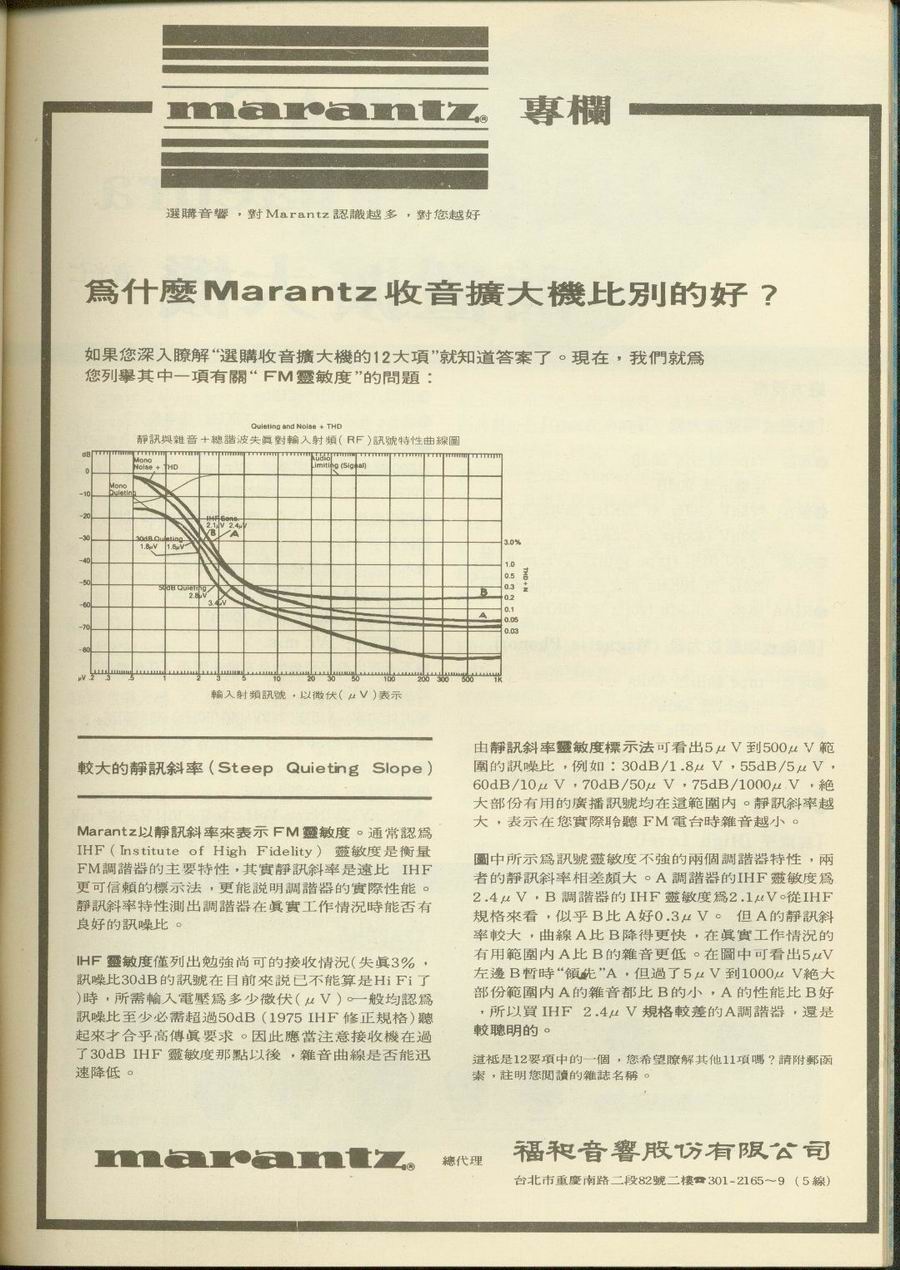 marantz® 專欄
選購音響，對Marantz認識越多，對您越好
爲什麼Marantz收音擴大機比別的好？
如果您深入瞭解“選購收音擴大機的12大項”就知道答案了。現在，我們就爲
您列舉其中一項有關“FM靈敏度”的問題：
Quieting and Noise + THD
靜訊與雜音＋總諧波失眞對輸入射頻(RF)訊號特性曲線圖
dB
0
-10
-20
-30
-40
-50
-60
-70
-80
Mono
Noise + THD
Mono
Quieting
Audio
Limiting (Signal)
IHF Sens.
2.1μV 2.4μV
B A
30dB Quieting
1.8μV 1.6μV
50dB Quieting
2.8μV
3.4μV
B
A
3.0%
1.0
0.5
0.3
0.2
0.1
0.05
0.03
THD + N
μV .2 .3 .5 1 2 3 5 10 20 30 50 100 200 300 500 1K
輸入射頻訊號，以微伏(μV)表示
較大的靜訊斜率(Steep Quieting Slope)
Marantz以靜訊斜率來表示FM靈敏度。通常認爲
IHF (Institute of High Fidelity) 靈敏度是衡量
FM調諧器的主要特性，其實靜訊斜率是遠比 IHF
更可信賴的標示法，更能説明調諧器的實際性能。
靜訊斜率特性測出調諧器在眞實工作情況時能否有
良好的訊噪比。
IHF 靈敏度僅列出勉強尚可的接收情況(失眞3%，
訊噪比30dB的訊號在目前來説已不能算是Hi Fi了
)時，所需輸入電壓爲多少微伏(μV)。一般均認爲
訊噪比至少必需超過50dB (1975 IHF 修正規格)聽
起來才合乎高傳眞要求。因此應當注意接收機在過
了30dB IHF 靈敏度那點以後，雜音曲線是否能迅
速降低。
由靜訊斜率靈敏度標示法可看出5μV到500μV範
圍的訊噪比，例如：30dB/1.8μV，55dB/5μV，
60dB/10μV，70dB/50μV，75dB/1000μV，絕
大部份有用的廣播訊號均在這範圍內。靜訊斜率越
大，表示在您實際聆聽FM電台時雜音越小。
圖中所示爲訊號靈敏度不強的兩個調諧器特性，兩
者的靜訊斜率相差頗大。A調諧器的IHF靈敏度爲
2.4μV，B調諧器的IHF靈敏度爲2.1μV。從IHF
規格來看，似乎B比A好0.3μV。 但A的靜訊斜
率較大，曲線A比B降得更快，在眞實工作情況的
有用範圍內A比B的雜音更低。在圖中可看出5μV
左邊B暫時“領先”A，但過了5μV到1000μV絕大
部份範圍內A的雜音都比B的小，A的性能比B好
，所以買IHF 2.4μV規格較差的A調諧器，還是
較聰明的。
這祗是12要項中的一個，您希望瞭解其他11項嗎？請附郵函
索，註明您閲讀的雜誌名稱。
marantz® 總代理 福和音響股份有限公司
台北市重慶南路二段82號二樓☎301-2165～9 (5線)